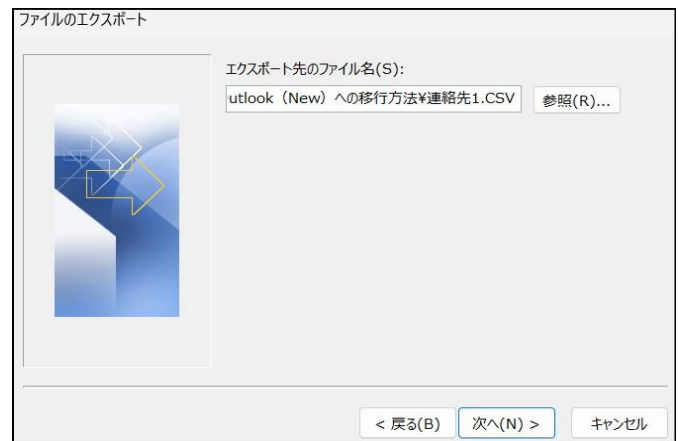 ファイルのエクスポート
エクスポート先のファイル名(S):
utlook（New）への移行方法¥連絡先1.CSV
参照(R)...
< 戻る(B)
次へ(N) >
キャンセル